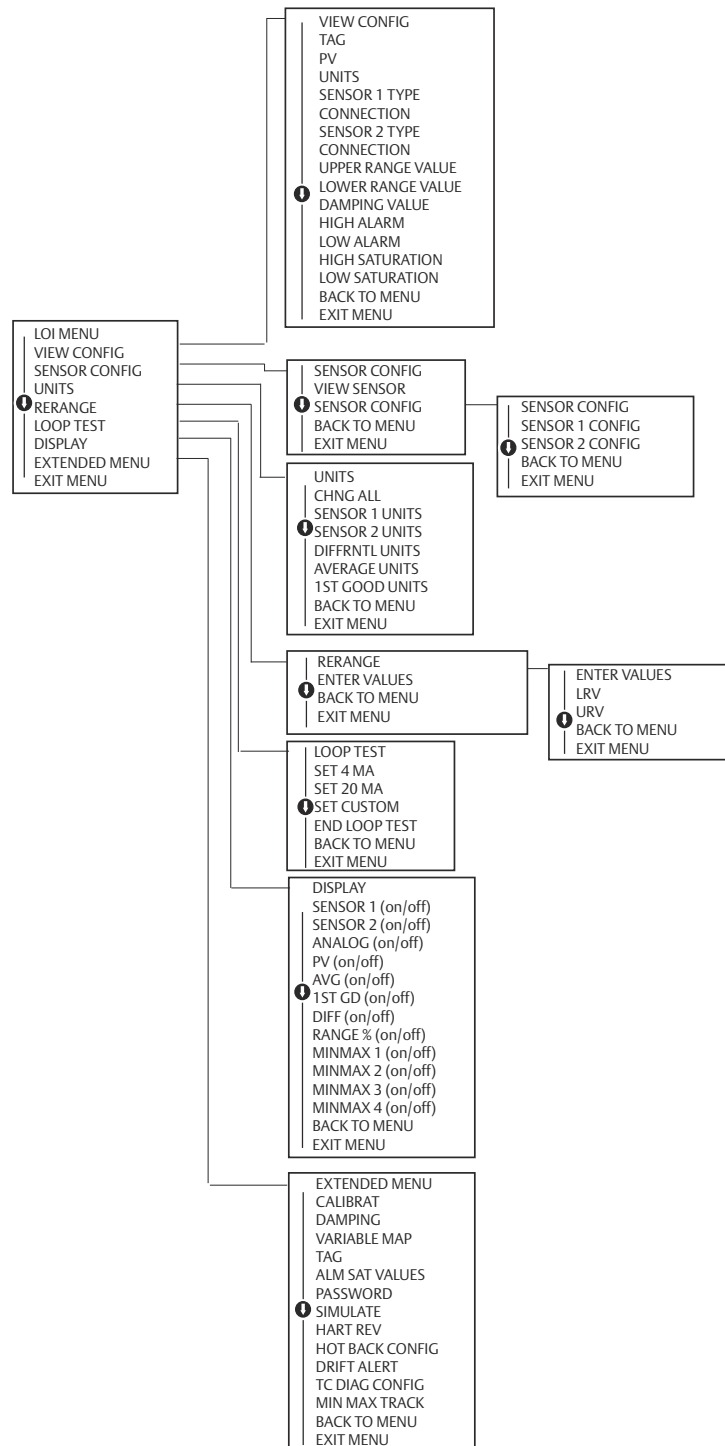 VIEW CONFIG
TAG
PV
UNITS
SENSOR 1 TYPE
CONNECTION
SENSOR 2 TYPE
CONNECTION
UPPER RANGE VALUE
LOWER RANGE VALUE
DAMPING VALUE
HIGH ALARM
LOW ALARM
HIGH SATURATION
LOW SATURATION
BACK TO MENU
EXIT MENU
LOI MENU
VIEW CONFIG
SENSOR CONFIG
UNITS
RERANGE
LOOP TEST
DISPLAY
EXTENDED MENU
EXIT MENU
SENSOR CONFIG
VIEW SENSOR
SENSOR CONFIG
BACK TO MENU
EXIT MENU
SENSOR CONFIG
SENSOR 1 CONFIG
SENSOR 2 CONFIG
BACK TO MENU
EXIT MENU
UNITS
CHNG ALL
SENSOR 1 UNITS
SENSOR 2 UNITS
DIFFRNTL UNITS
AVERAGE UNITS
1ST GOOD UNITS
BACK TO MENU
EXIT MENU
RERANGE
ENTER VALUES
BACK TO MENU
EXIT MENU
ENTER VALUES
LRV
URV
BACK TO MENU
EXIT MENU
LOOP TEST
SET 4 MA
SET 20 MA
SET CUSTOM
END LOOP TEST
BACK TO MENU
EXIT MENU
DISPLAY
SENSOR 1 (on/off)
SENSOR 2 (on/off)
ANALOG (on/off)
PV (on/off)
AVG (on/off)
1ST GD (on/off)
DIFF (on/off)
RANGE % (on/off)
MINMAX 1 (on/off)
MINMAX 2 (on/off)
MINMAX 3 (on/off)
MINMAX 4 (on/off)
BACK TO MENU
EXIT MENU
EXTENDED MENU
CALIBRAT
DAMPING
VARIABLE MAP
TAG
ALM SAT VALUES
PASSWORD
SIMULATE
HART REV
HOT BACK CONFIG
DRIFT ALERT
TC DIAG CONFIG
MIN MAX TRACK
BACK TO MENU
EXIT MENU